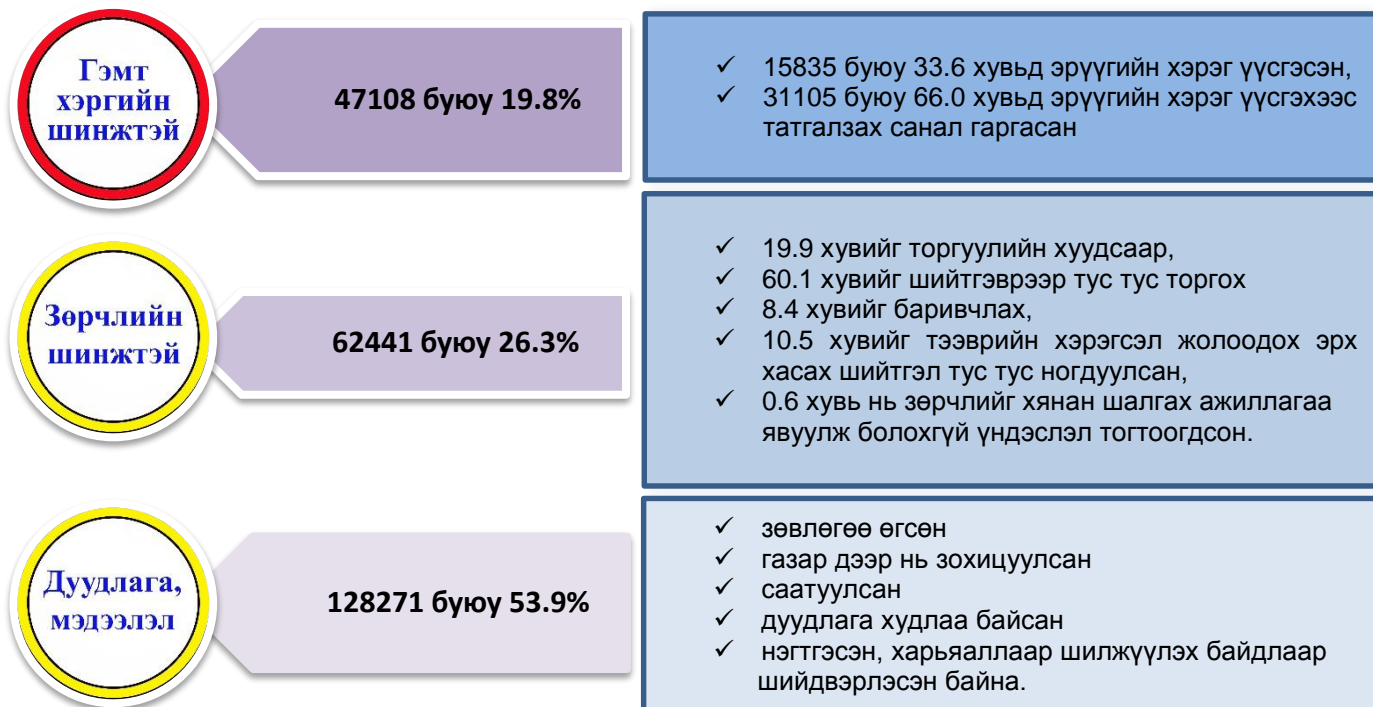 Гэмт
хэргийн
шинжтэй
47108 буюу 19.8%
✓ 15835 буюу 33.6 хувьд эрүүгийн хэрэг үүсгэсэн,
✓ 31105 буюу 66.0 хувьд эрүүгийн хэрэг үүсгэхээс
татгалзах санал гаргасан
Зөрчлийн
шинжтэй
62441 буюу 26.3%
✓ 19.9 хувийг торгуулийн хуудсаар,
✓ 60.1 хувийг шийтгэврээр тус тус торгох
✓ 8.4 хувийг баривчлах,
✓ 10.5 хувийг тээврийн хэрэгсэл жолоодох эрх
хасах шийтгэл тус тус ногдуулсан,
✓ 0.6 хувь нь зөрчлийг хянан шалгах ажиллагаа
явуулж болохгүй үндэслэл тогтоогдсон.
Дуудлага,
мэдээлэл
128271 буюу 53.9%
✓ зөвлөгөө өгсөн
✓ газар дээр нь зохицуулсан
✓ саатуулсан
✓ дуудлага худлаа байсан
✓ нэгтгэсэн, харьяаллаар шилжүүлэх байдлаар
шийдвэрлэсэн байна.